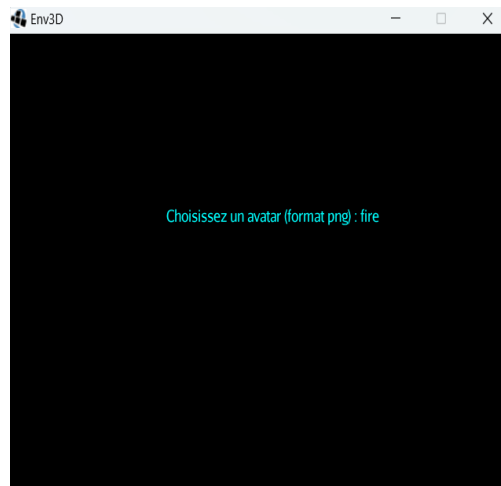 Env3D
Choisissez un avatar (format png) : fire